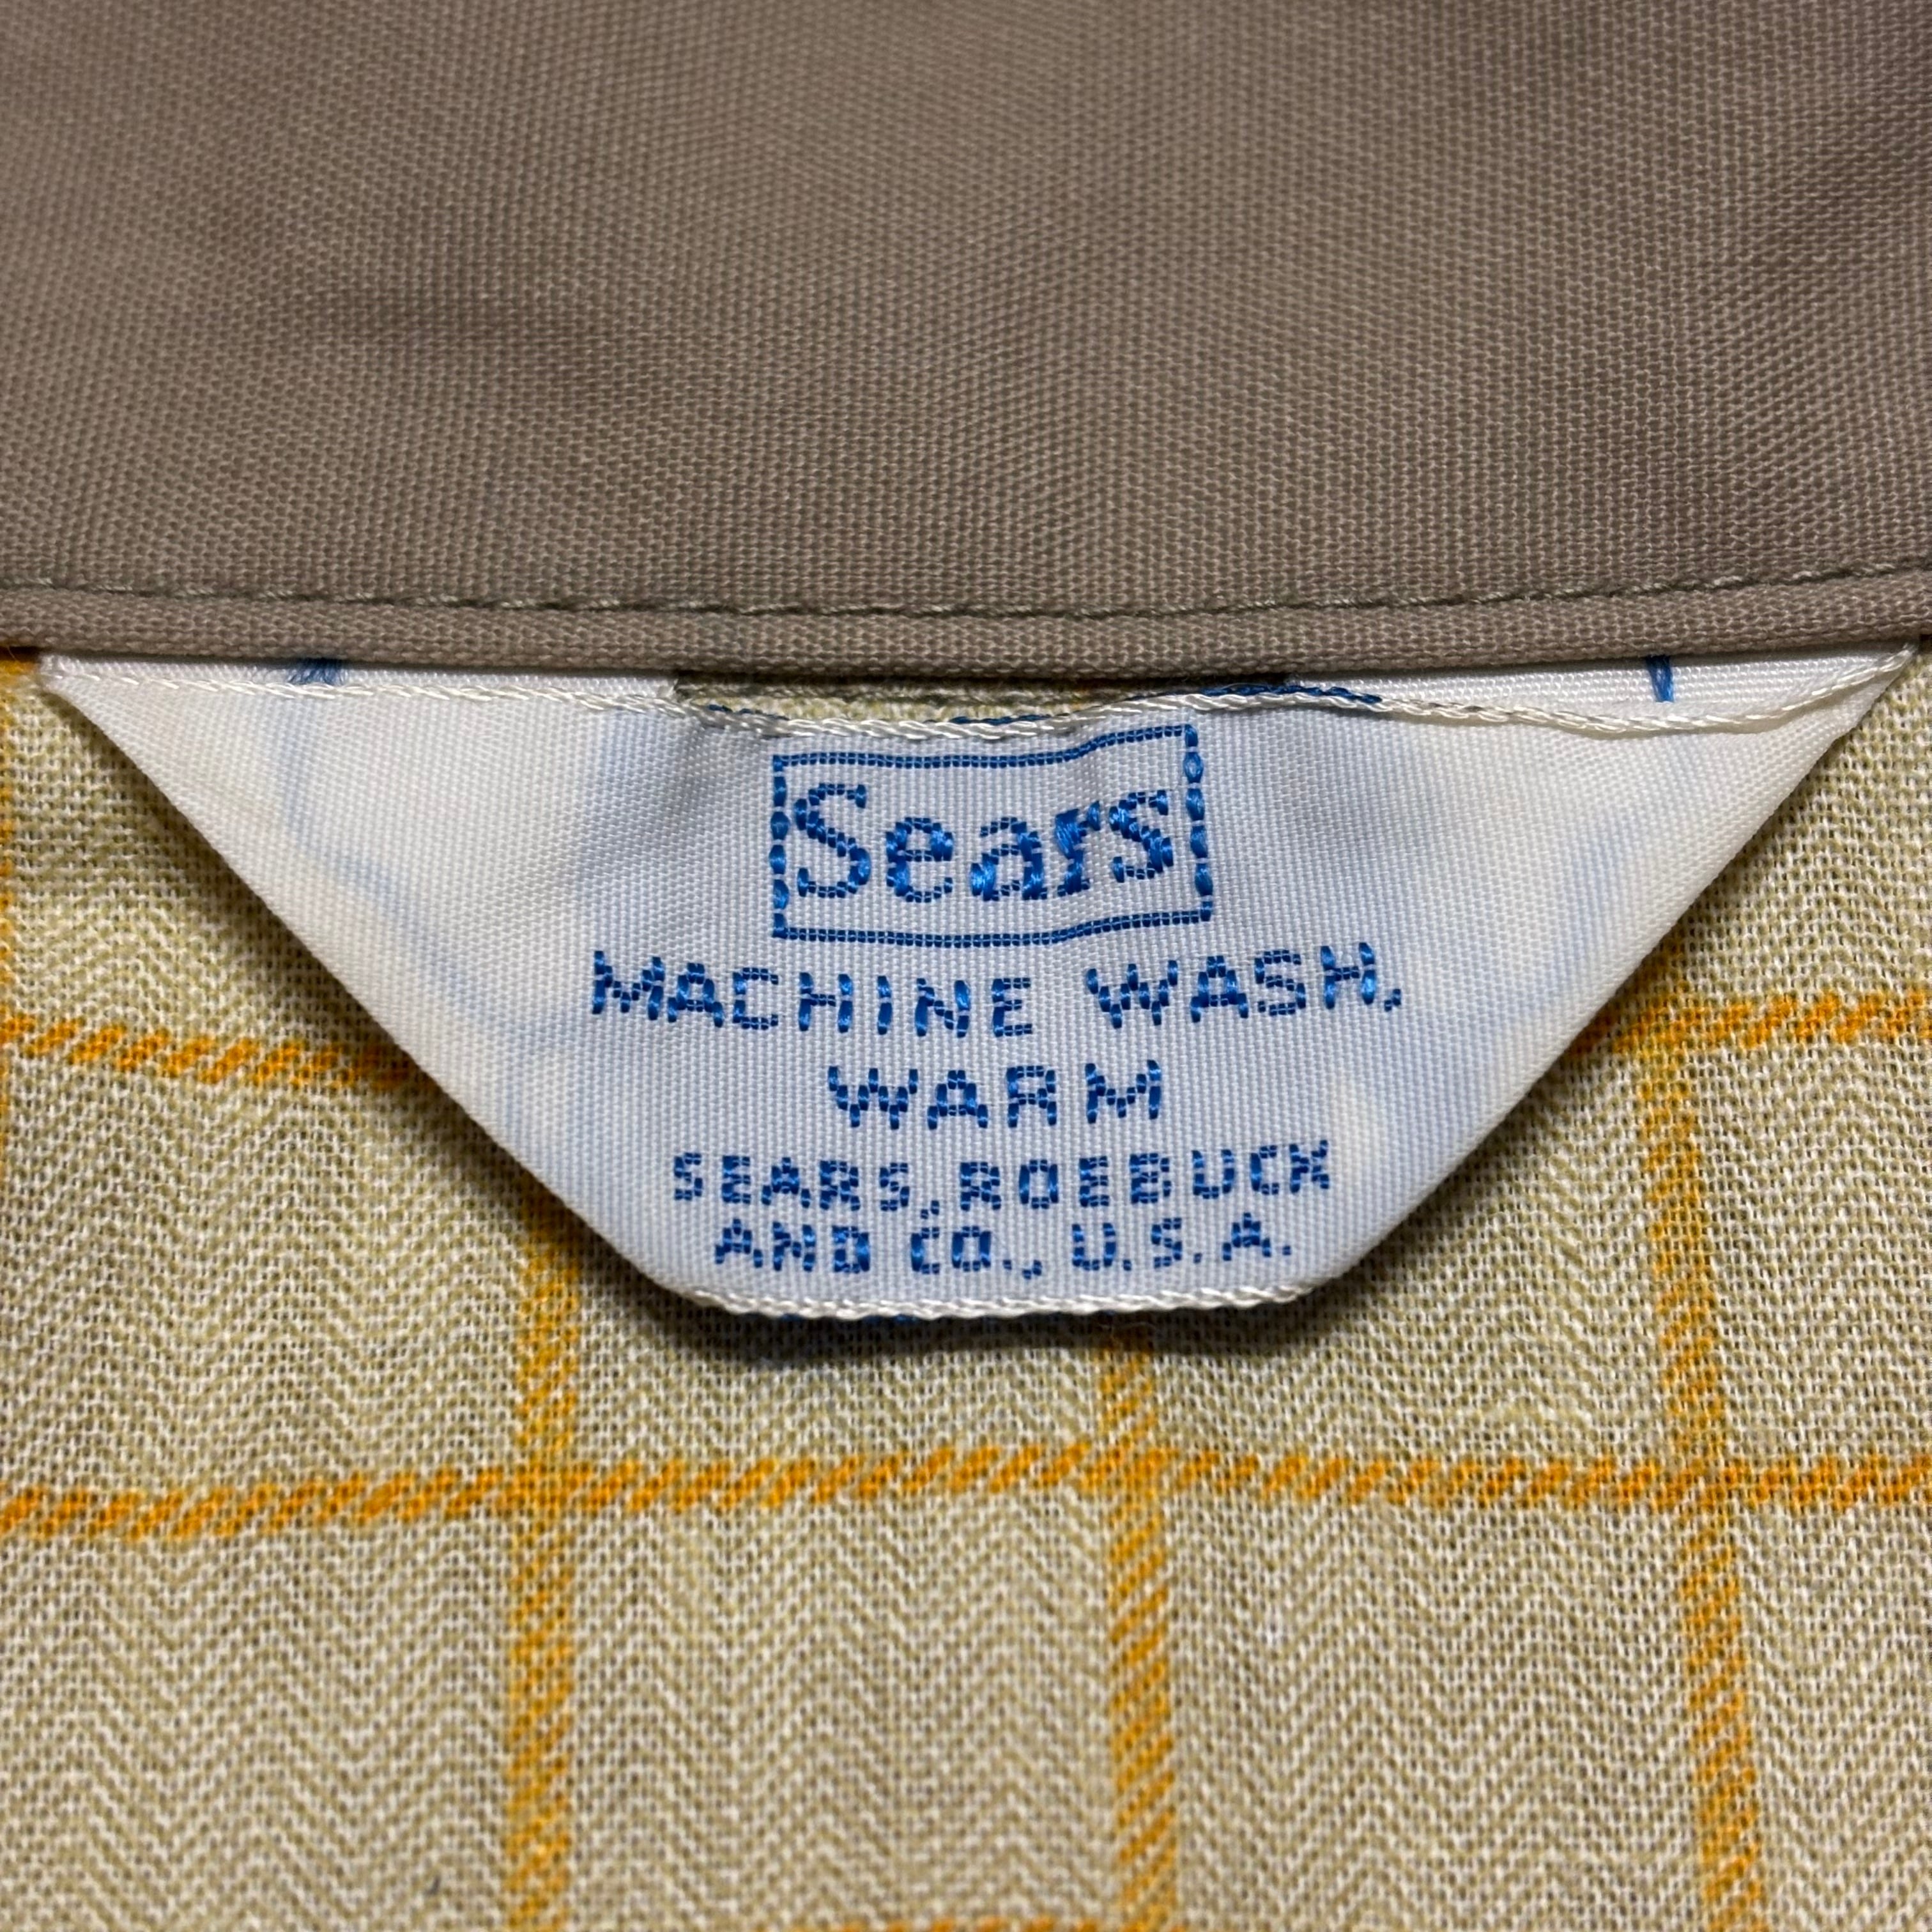 Sears
MACHINE WASH,
WARM
SEARS, ROEBUCK
AND CO., U.S.A.